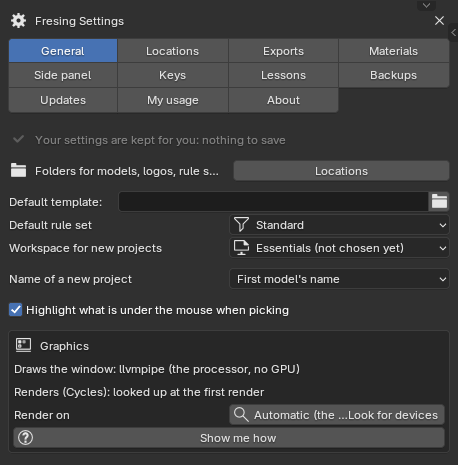 Fresing Settings
General
Locations
Exports
Materials
Side panel
Keys
Lessons
Backups
Updates
My usage
About
Your settings are kept for you: nothing to save
Folders for models, logos, rule s...
Locations
Default template:
Default rule set
Standard
Workspace for new projects
Essentials (not chosen yet)
Name of a new project
First model's name
Highlight what is under the mouse when picking
Graphics
Draws the window: llvmpipe (the processor, no GPU)
Renders (Cycles): looked up at the first render
Render on
Automatic (the ...Look for devices
Show me how